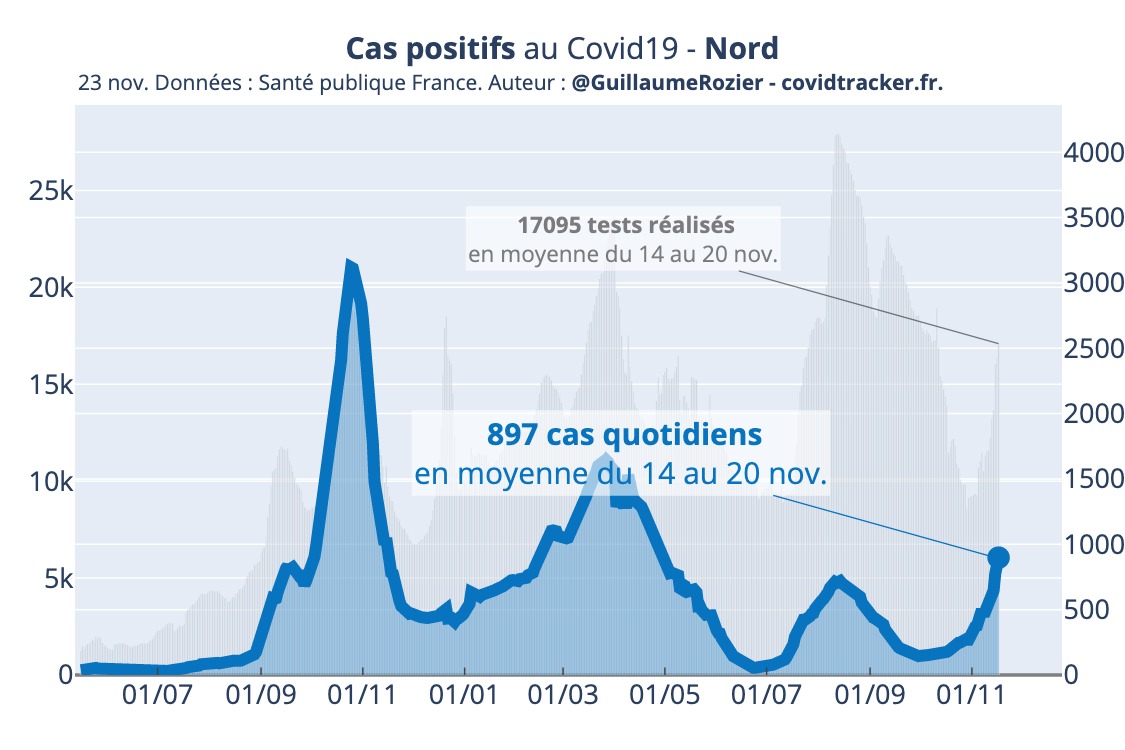 Cas positifs au Covid19 - Nord
23 nov. Données : Santé publique France. Auteur : @GuillaumeRozier - covidtracker.fr.
4000
25k
3500
17095 tests réalisés
en moyenne du 14 au 20 nov.
20k
3000
2500
15k
2000
897 cas quotidiens
en moyenne du 14 au 20 nov.
10k
1500
1000
5k
500
0
0
01/07
01/09
01/11
01/01
01/03
01/05
01/07
01/09
01/11